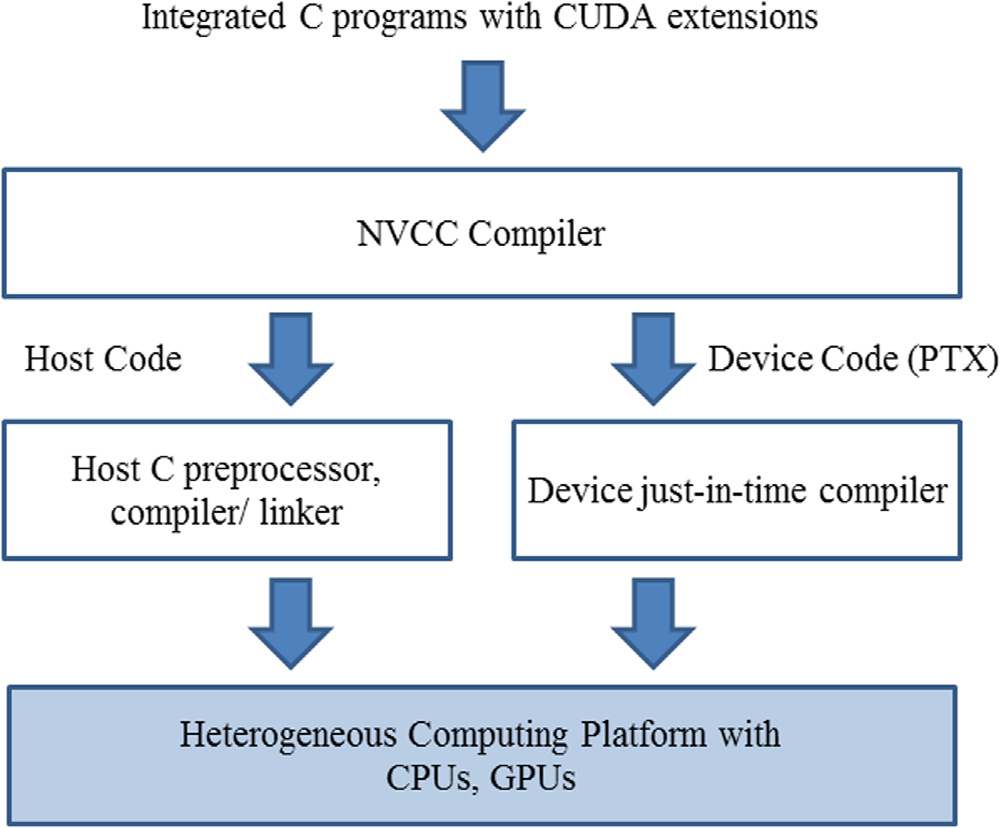 Integrated C programs with CUDA extensions
NVCC Compiler
Host Code
Device Code (PTX)
Host C preprocessor,
compiler/ linker
Device just-in-time compiler
Heterogeneous Computing Platform with
CPUs, GPUs